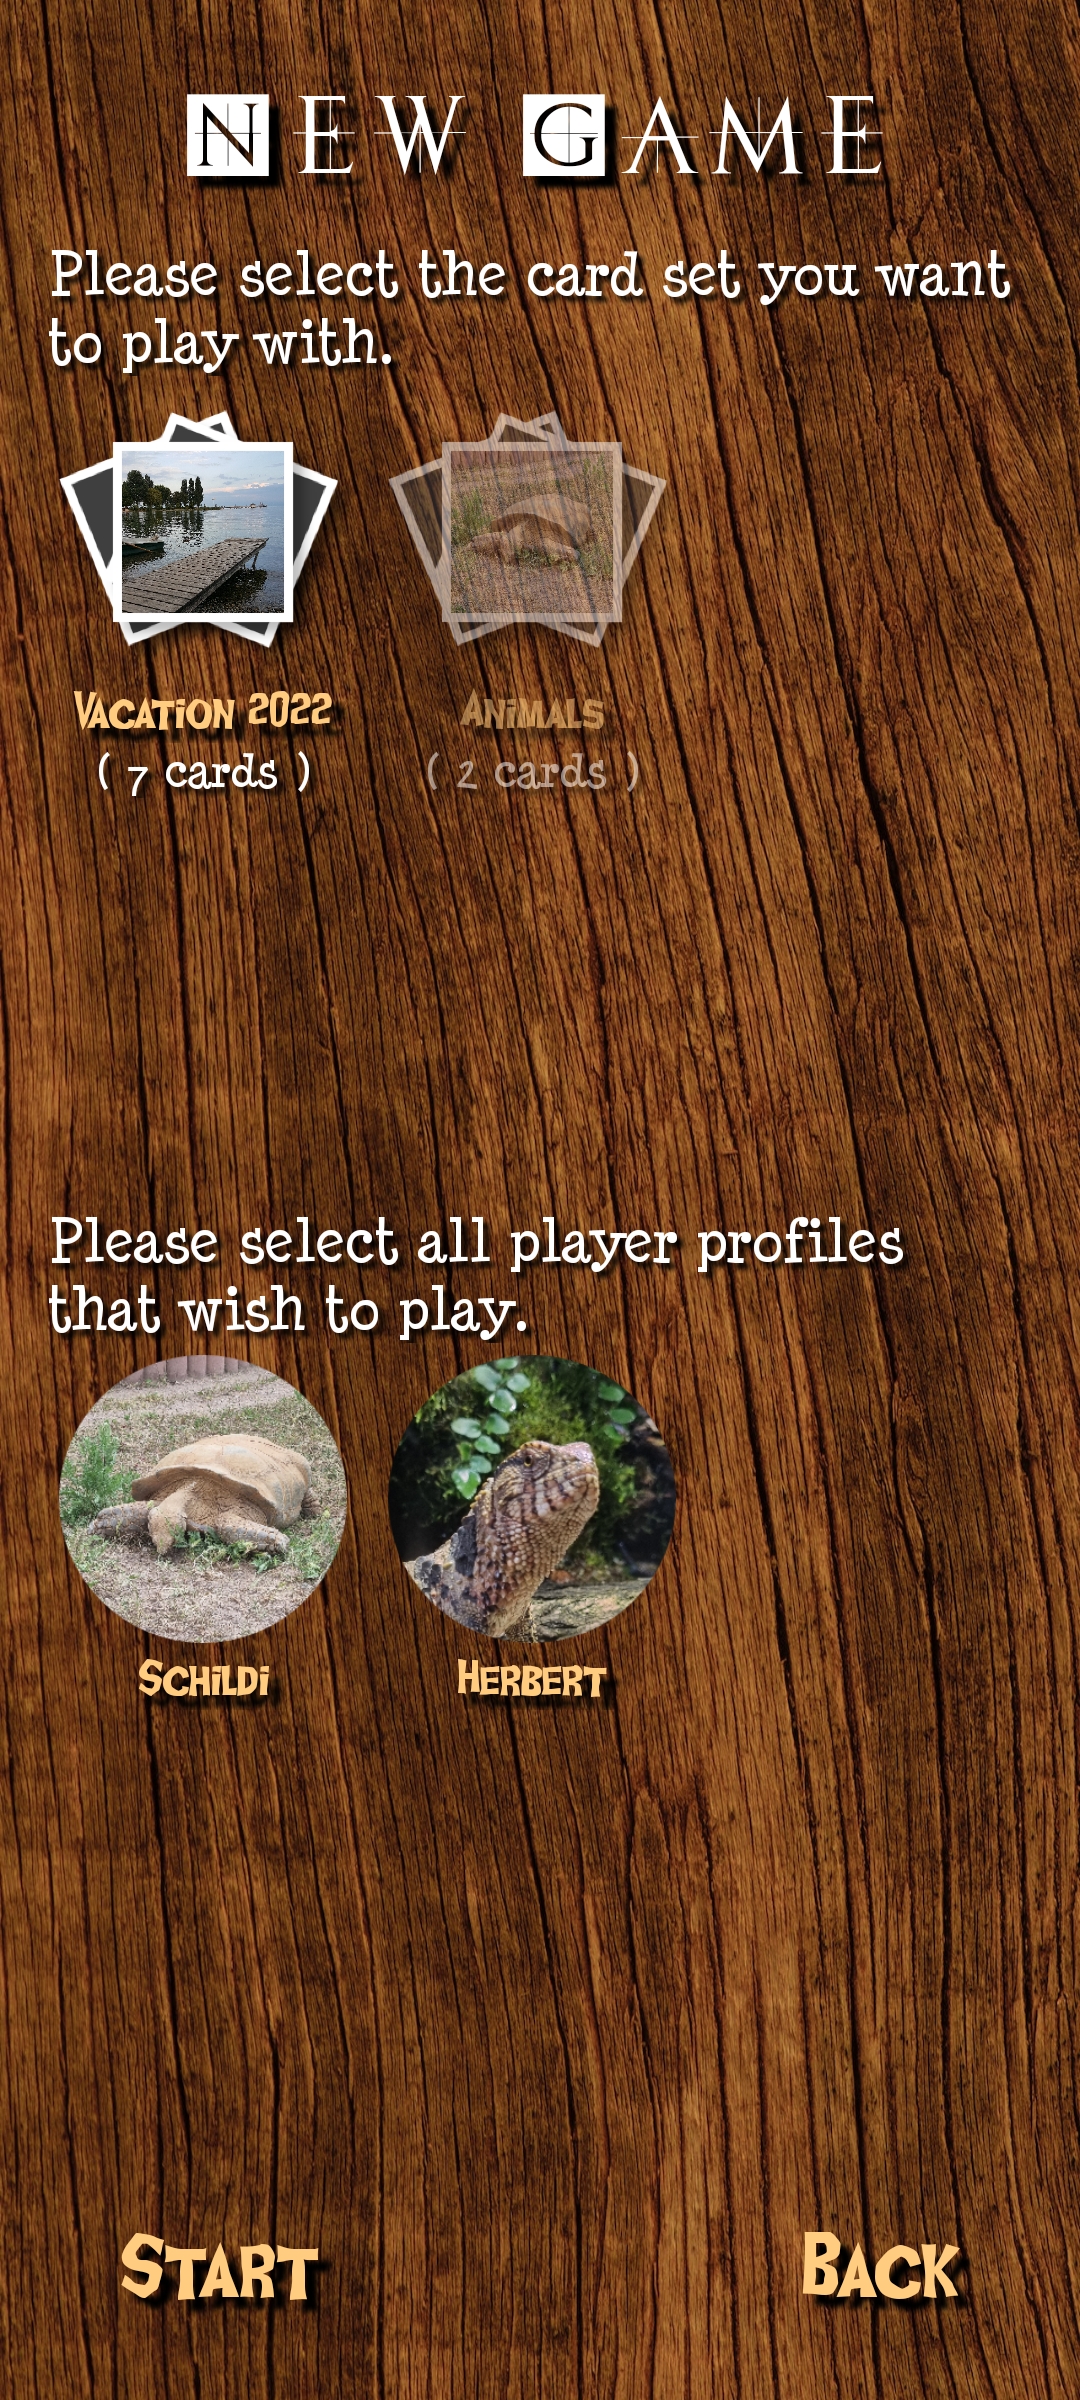 New Game
Please select the card set you want
to play with.
Vacation 2022
Animals
( 7 cards )
( 2 cards )
Please select all player profiles
that wish to play.
Schildi
Herbert
Start
Back